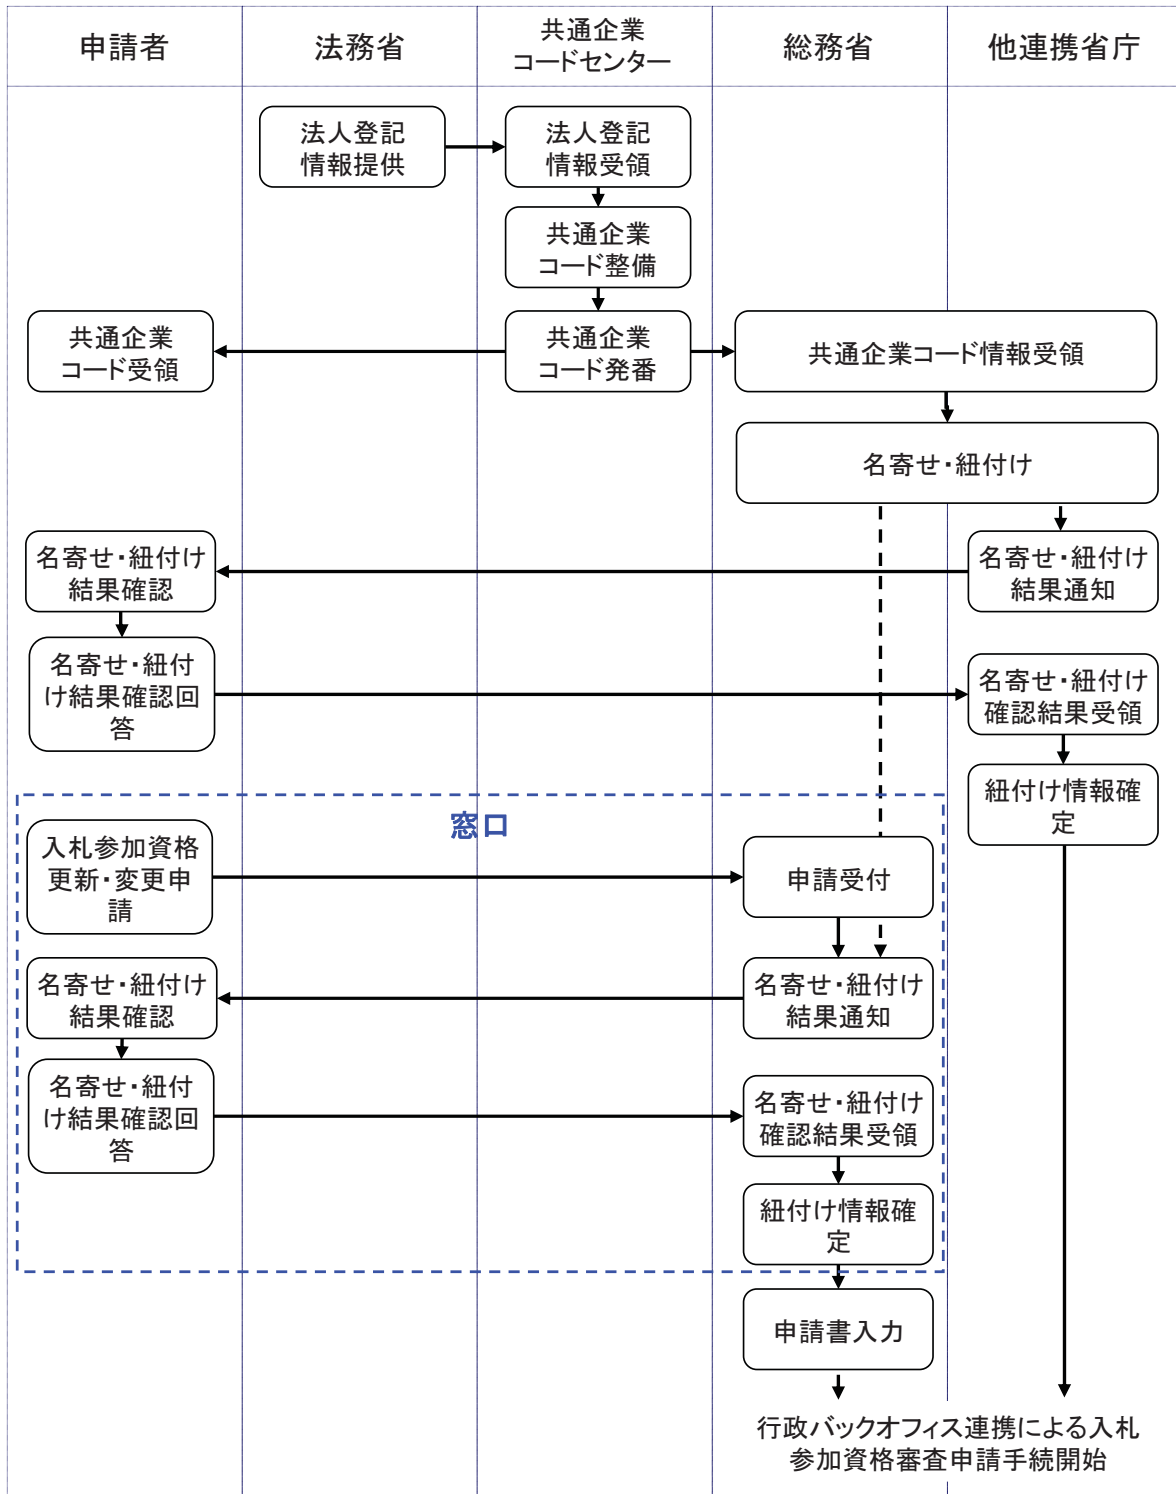 申請者
法務省
共通企業
コードセンター
総務省
他連携省庁
法人登記
情報提供
法人登記
情報受領
共通企業
コード整備
共通企業
コード受領
共通企業
コード発番
共通企業コード情報受領
名寄せ・紐付け
名寄せ・紐付け
結果確認
名寄せ・紐付け
結果通知
名寄せ・紐付
け結果確認回
答
名寄せ・紐付け
確認結果受領
紐付け情報確
定
窓口
入札参加資格
更新・変更申
請
申請受付
名寄せ・紐付け
結果確認
名寄せ・紐付け
結果通知
名寄せ・紐付
け結果確認回
答
名寄せ・紐付け
確認結果受領
紐付け情報確
定
申請書入力
行政バックオフィス連携による入札
参加資格審査申請手続開始